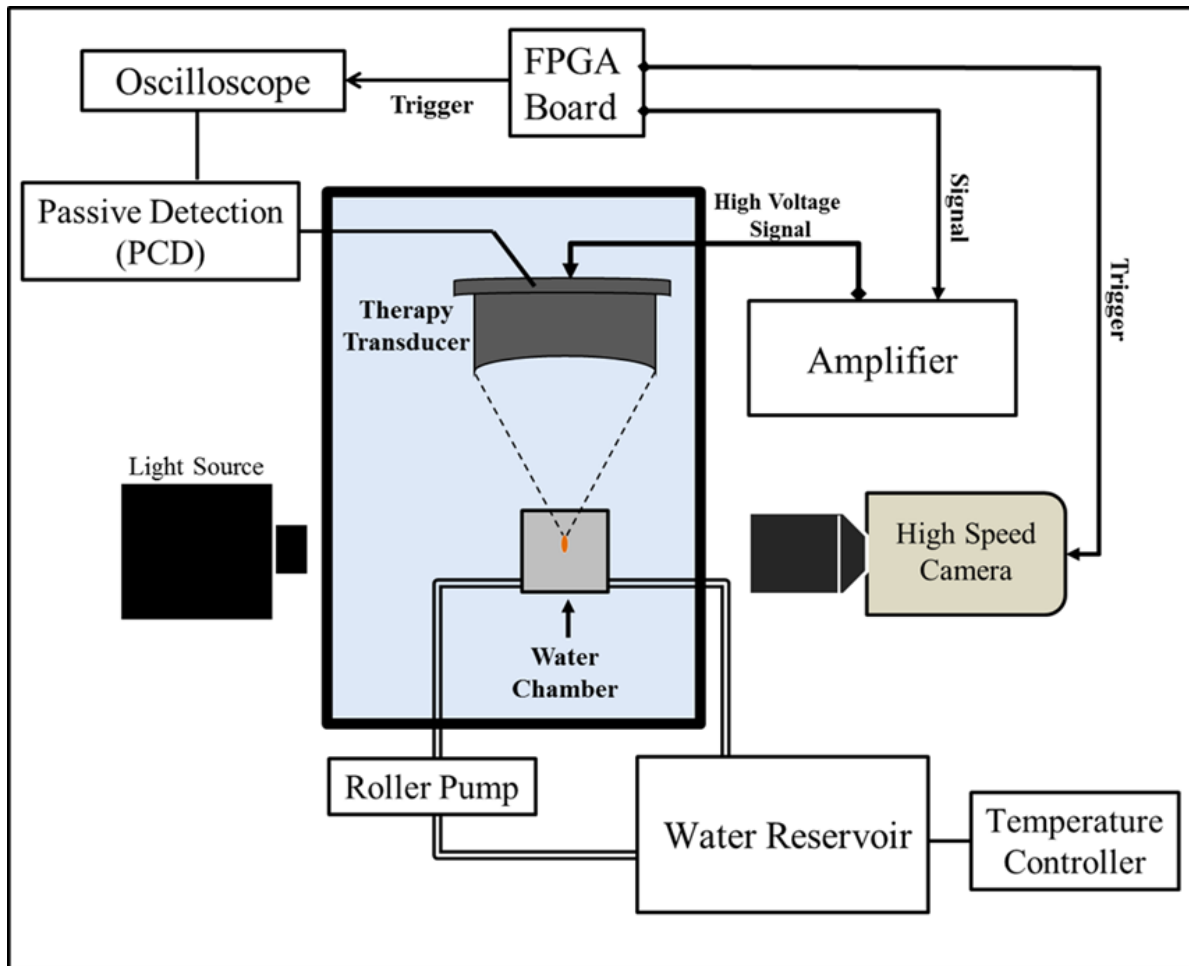 FPGA
Board
Oscilloscope
Trigger
Passive Detection
(PCD)
High Voltage
Signal
Signal
Trigger
Therapy
Transducer
Amplifier
Light Source
High Speed
Camera
Water
Chamber
Roller Pump
Water Reservoir
Temperature
Controller